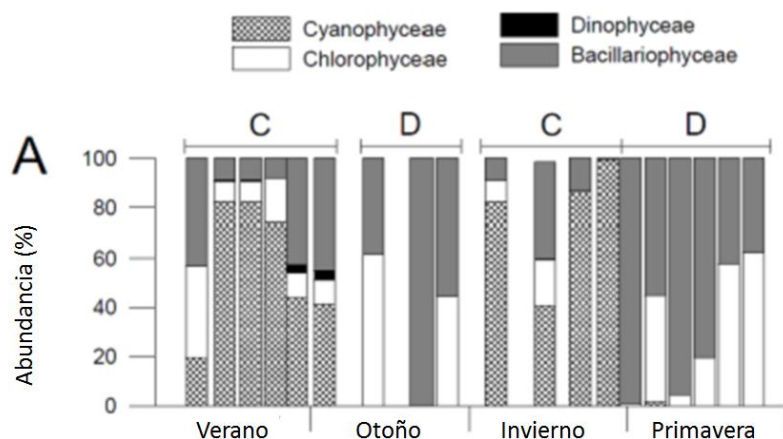 Cyanophyceae
Dinophyceae
Chlorophyceae
Bacillariophyceae
A
C
D
C
D
Abundancia (%)
100
80
60
40
20
0
Verano
Otoño
Invierno
Primavera